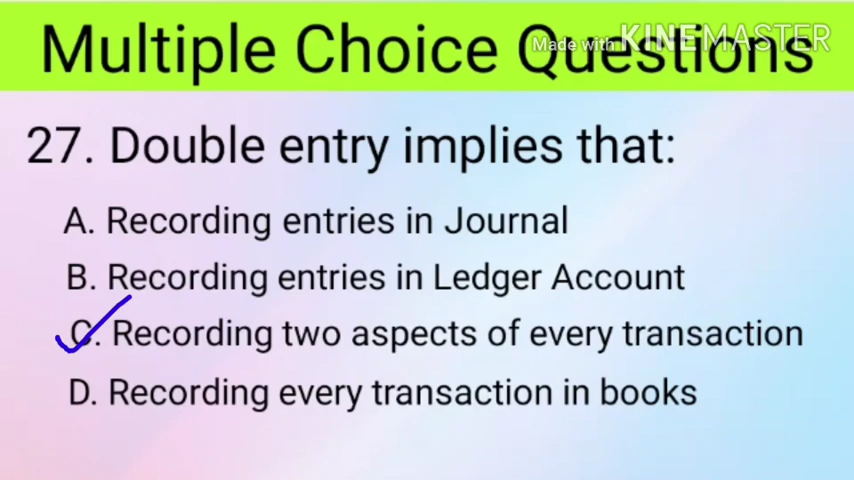 Multiple Choice Questions
Made with KINEMASTER
27. Double entry implies that:
A. Recording entries in Journal
B. Recording entries in Ledger Account
C. Recording two aspects of every transaction
D. Recording every transaction in books